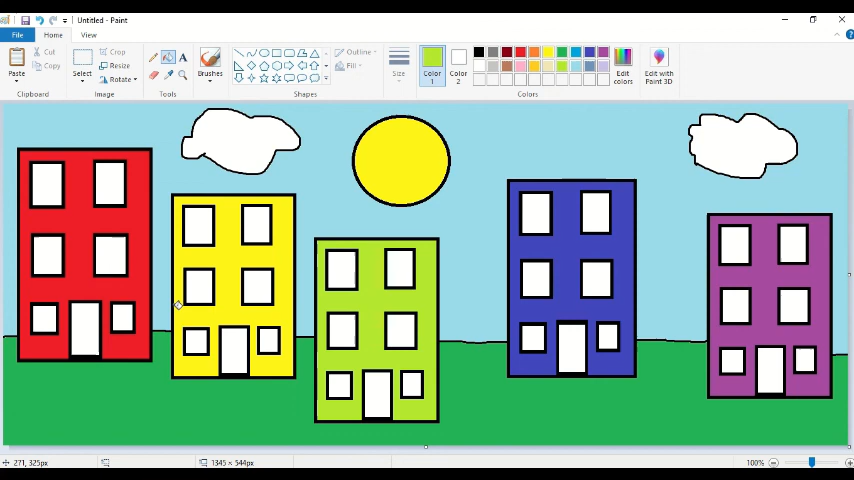 Untitled - Paint
File Home View
Paste
Cut
Copy
Clipboard
Select
Crop
Resize
Rotate
Image
A
Tools
Brushes
Outline
Fill
Shapes
Size
Color 1
Color 2
Edit colors
Colors
Edit with Paint 3D
271, 325px
1345 × 544px
100%